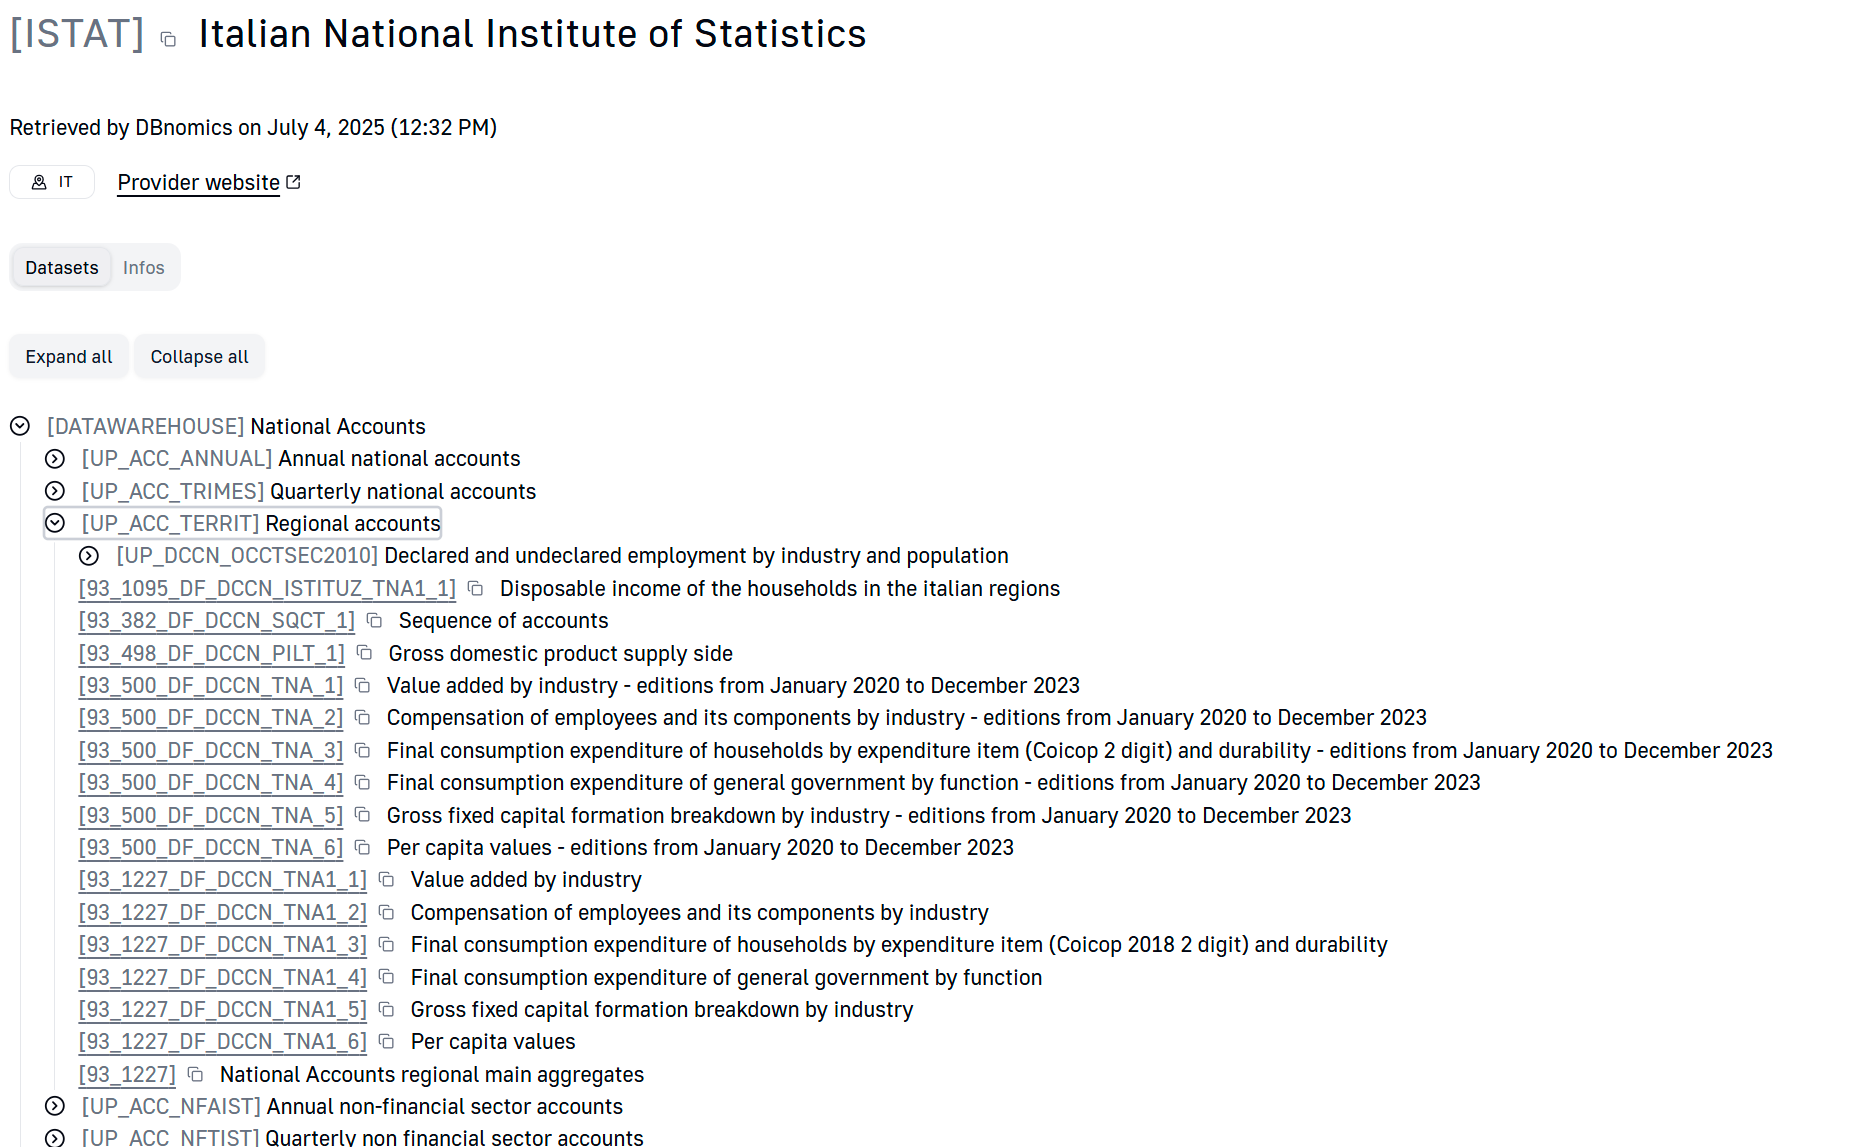 [ISTAT] Italian National Institute of Statistics
Retrieved by DBnomics on July 4, 2025 (12:32 PM)
IT Provider website
Datasets Infos
Expand all Collapse all
[DATAWAREHOUSE] National Accounts
[UP_ACC_ANNUAL] Annual national accounts
[UP_ACC_TRIMES] Quarterly national accounts
[UP_ACC_TERRIT] Regional accounts
[UP_DCCN_OCCTSEC2010] Declared and undeclared employment by industry and population
[93_1095_DF_DCCN_ISTITUZ_TNA1_1] Disposable income of the households in the italian regions
[93_382_DF_DCCN_SQCT_1] Sequence of accounts
[93_498_DF_DCCN_PILT_1] Gross domestic product supply side
[93_500_DF_DCCN_TNA_1] Value added by industry - editions from January 2020 to December 2023
[93_500_DF_DCCN_TNA_2] Compensation of employees and its components by industry - editions from January 2020 to December 2023
[93_500_DF_DCCN_TNA_3] Final consumption expenditure of households by expenditure item (Coicop 2 digit) and durability - editions from January 2020 to December 2023
[93_500_DF_DCCN_TNA_4] Final consumption expenditure of general government by function - editions from January 2020 to December 2023
[93_500_DF_DCCN_TNA_5] Gross fixed capital formation breakdown by industry - editions from January 2020 to December 2023
[93_500_DF_DCCN_TNA_6] Per capita values - editions from January 2020 to December 2023
[93_1227_DF_DCCN_TNA1_1] Value added by industry
[93_1227_DF_DCCN_TNA1_2] Compensation of employees and its components by industry
[93_1227_DF_DCCN_TNA1_3] Final consumption expenditure of households by expenditure item (Coicop 2018 2 digit) and durability
[93_1227_DF_DCCN_TNA1_4] Final consumption expenditure of general government by function
[93_1227_DF_DCCN_TNA1_5] Gross fixed capital formation breakdown by industry
[93_1227_DF_DCCN_TNA1_6] Per capita values
[93_1227] National Accounts regional main aggregates
[UP_ACC_NFAIST] Annual non-financial sector accounts
[UP_ACC_NFTIST] Quarterly non financial sector accounts